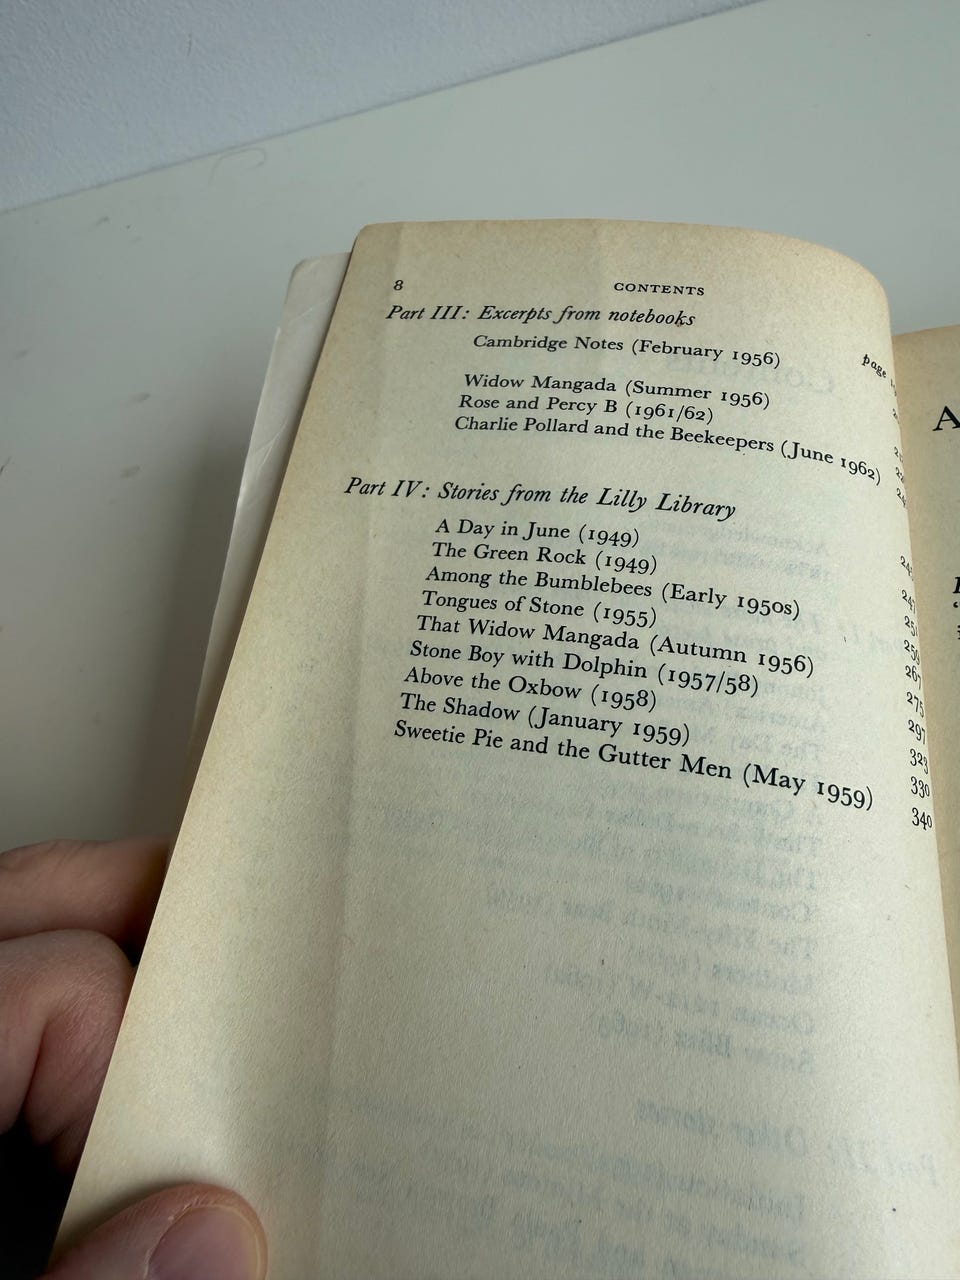 8 CONTENTS
Part III: Excerpts from notebooks
page
Cambridge Notes (February 1956)
Widow Mangada (Summer 1956)
Rose and Percy B (1961/62)
Charlie Pollard and the Beekeepers (June 1962)
Part IV: Stories from the Lilly Library
A Day in June (1949)
The Green Rock (1949)
Among the Bumblebees (Early 1950s)
Tongues of Stone (1955) 259
That Widow Mangada (Autumn 1956) 267
Stone Boy with Dolphin (1957/58) 275
Above the Oxbow (1958) 297
The Shadow (January 1959) 323
Sweetie Pie and the Gutter Men (May 1959) 330
340
A